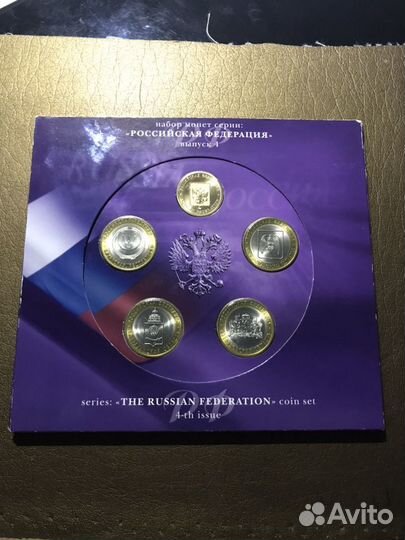 набор монет серии:
«РОССИЙСКАЯ ФЕДЕРАЦИЯ»
выпуск 4
series: «THE RUSSIAN FEDERATION» coin set
4-th issue
Avito